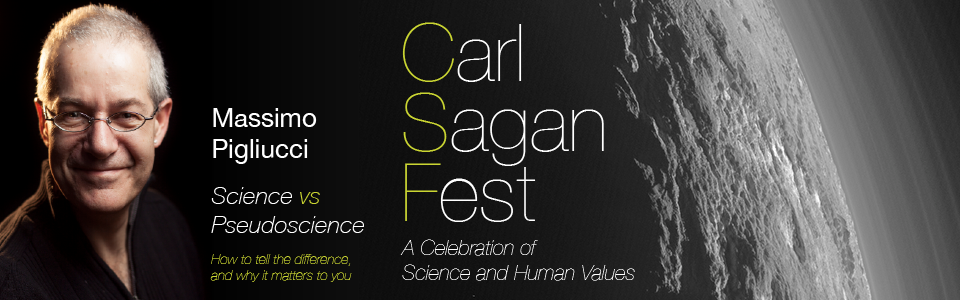 Massimo
Pigliucci
Science vs
Pseudoscience
How to tell the difference,
and why it matters to you
Carl
Sagan
Fest
A Celebration of
Science and Human Values